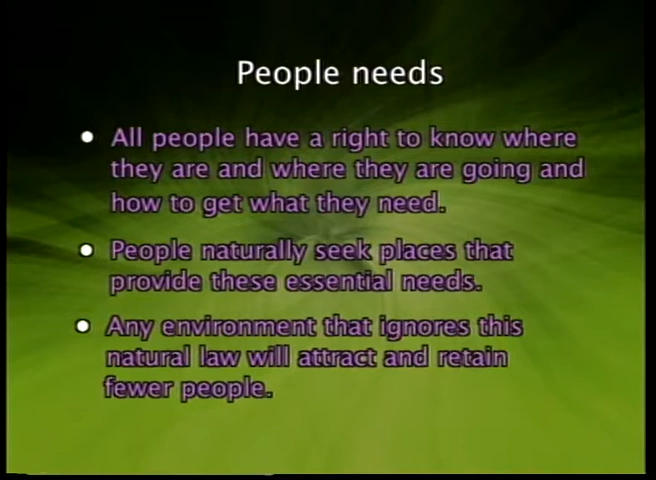 People needs
• All people have a right to know where
they are and where they are going and
how to get what they need.
• People naturally seek places that
provide these essential needs.
• Any environment that ignores this
natural law will attract and retain
fewer people.